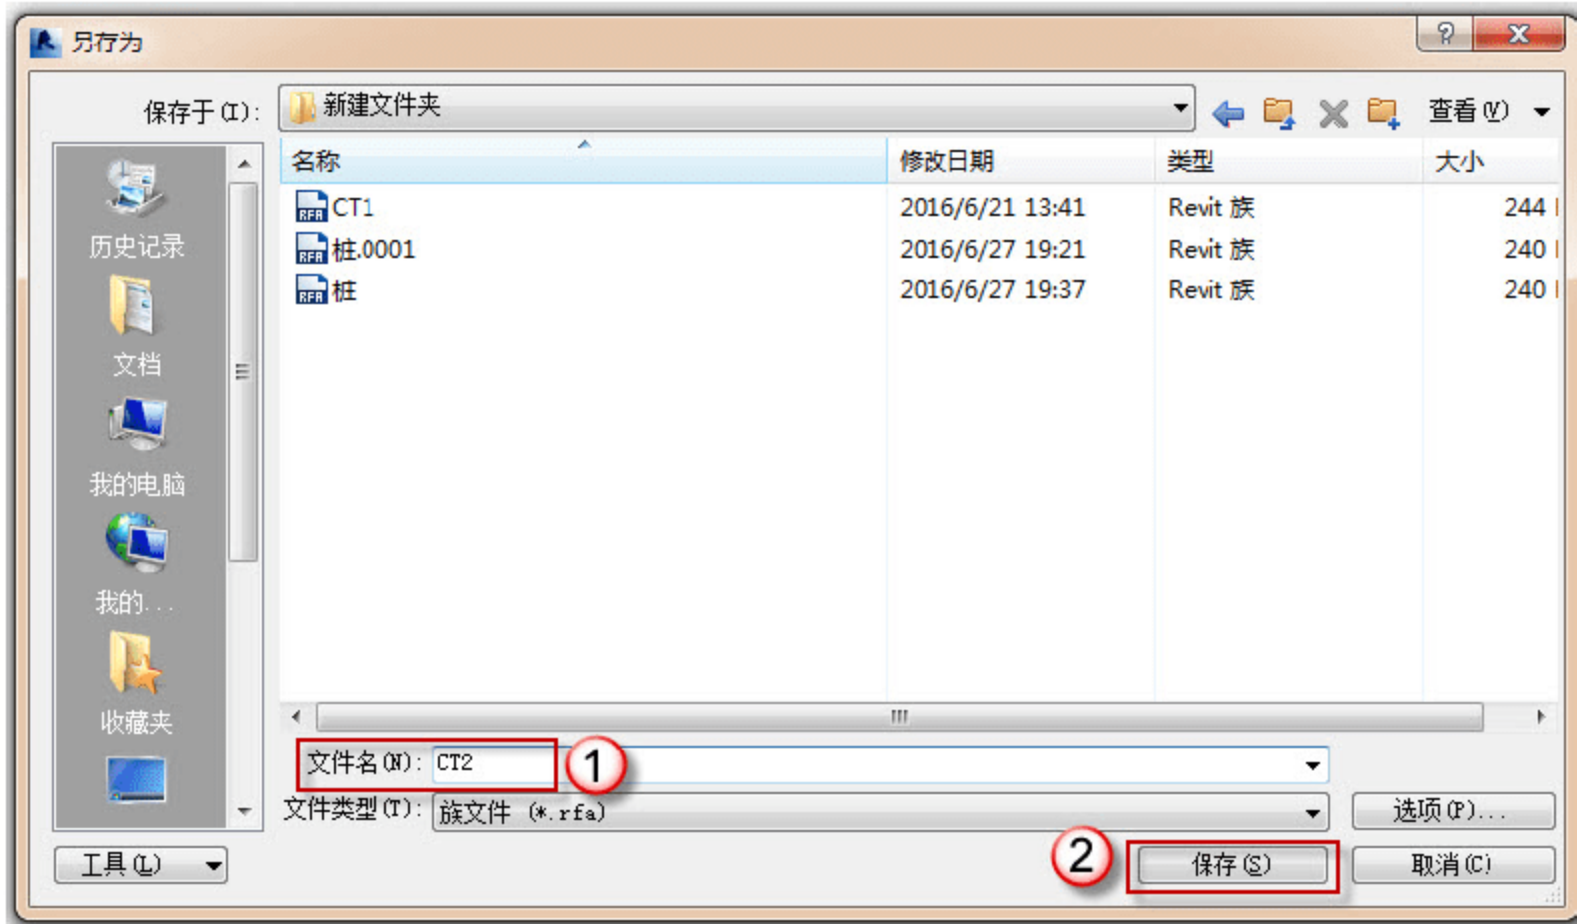 另存为
保存于(I): 新建文件夹 查看(V)
名称 修改日期 类型 大小
CT1 2016/6/21 13:41 Revit 族 244
桩.0001 2016/6/27 19:21 Revit 族 240
桩 2016/6/27 19:37 Revit 族 240
历史记录
文档
我的电脑
我的...
收藏夹
文件名(N): CT2 1
文件类型(T): 族文件 (*.rfa) 选项(P)...
工具(L) 2 保存(S) 取消(C)